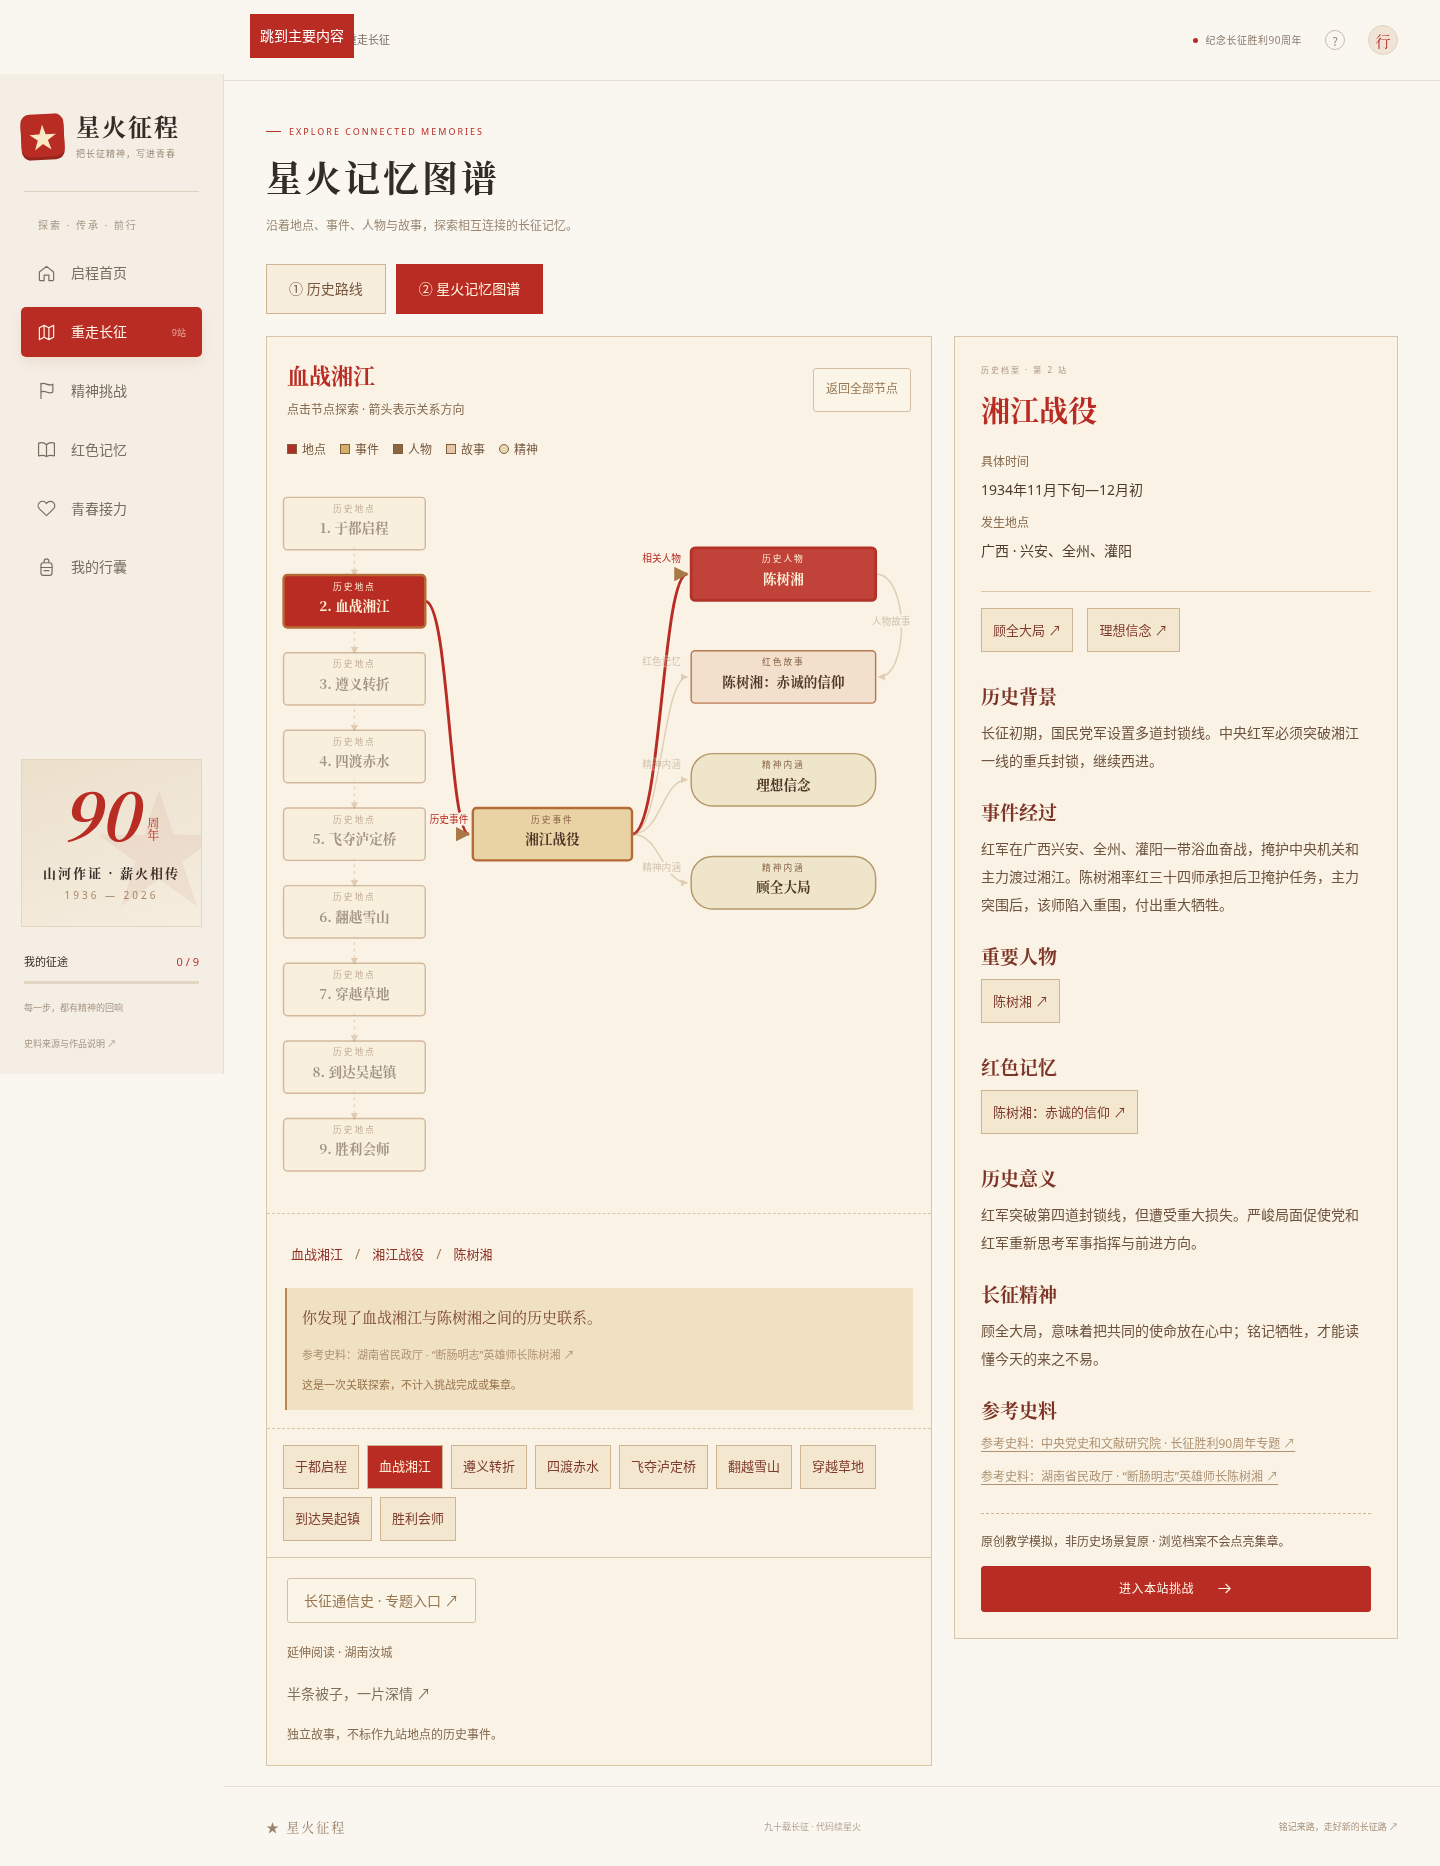 跳到主要内容
走长征
纪念长征胜利90周年
?
行
星火征程
把长征精神，写进青春
探索 · 传承 · 前行
启程首页
重走长征 9站
精神挑战
红色记忆
青春接力
我的行囊
90 周年
山河作证 · 薪火相传
1936 — 2026
我的征途 0 / 9
每一步，都有精神的回响
史料来源与作品说明 ↗
EXPLORE CONNECTED MEMORIES
星火记忆图谱
沿着地点、事件、人物与故事，探索相互连接的长征记忆。
① 历史路线
② 星火记忆图谱
血战湘江
点击节点探索 · 箭头表示关系方向
返回全部节点
地点 事件 人物 故事 精神
历史地点
1. 于都启程
历史地点
2. 血战湘江
历史地点
3. 遵义转折
历史地点
4. 四渡赤水
历史地点
5. 飞夺泸定桥
历史地点
6. 翻越雪山
历史地点
7. 穿越草地
历史地点
8. 到达吴起镇
历史地点
9. 胜利会师
历史事件
历史事件
湘江战役
相关人物
历史人物
陈树湘
人物故事
红色记忆
红色故事
陈树湘：赤诚的信仰
精神内涵
精神内涵
理想信念
精神内涵
精神内涵
顾全大局
血战湘江 / 湘江战役 / 陈树湘
你发现了血战湘江与陈树湘之间的历史联系。
参考史料：湖南省民政厅 · “断肠明志”英雄师长陈树湘 ↗
这是一次关联探索，不计入挑战完成或集章。
于都启程 血战湘江 遵义转折 四渡赤水 飞夺泸定桥 翻越雪山 穿越草地
到达吴起镇 胜利会师
长征通信史 · 专题入口 ↗
延伸阅读 · 湖南汝城
半条被子，一片深情 ↗
独立故事，不标作九站地点的历史事件。
历史档案 · 第 2 站
湘江战役
具体时间
1934年11月下旬—12月初
发生地点
广西 · 兴安、全州、灌阳
顾全大局 ↗ 理想信念 ↗
历史背景
长征初期，国民党军设置多道封锁线。中央红军必须突破湘江
一线的重兵封锁，继续西进。
事件经过
红军在广西兴安、全州、灌阳一带浴血奋战，掩护中央机关和
主力渡过湘江。陈树湘率红三十四师承担后卫掩护任务，主力
突围后，该师陷入重围，付出重大牺牲。
重要人物
陈树湘 ↗
红色记忆
陈树湘：赤诚的信仰 ↗
历史意义
红军突破第四道封锁线，但遭受重大损失。严峻局面促使党和
红军重新思考军事指挥与前进方向。
长征精神
顾全大局，意味着把共同的使命放在心中；铭记牺牲，才能读
懂今天的来之不易。
参考史料
参考史料：中央党史和文献研究院 · 长征胜利90周年专题 ↗
参考史料：湖南省民政厅 · “断肠明志”英雄师长陈树湘 ↗
原创教学模拟，非历史场景复原 · 浏览档案不会点亮集章。
进入本站挑战 →
★ 星火征程
九十载长征 · 代码续星火
铭记来路，走好新的长征路 ↗